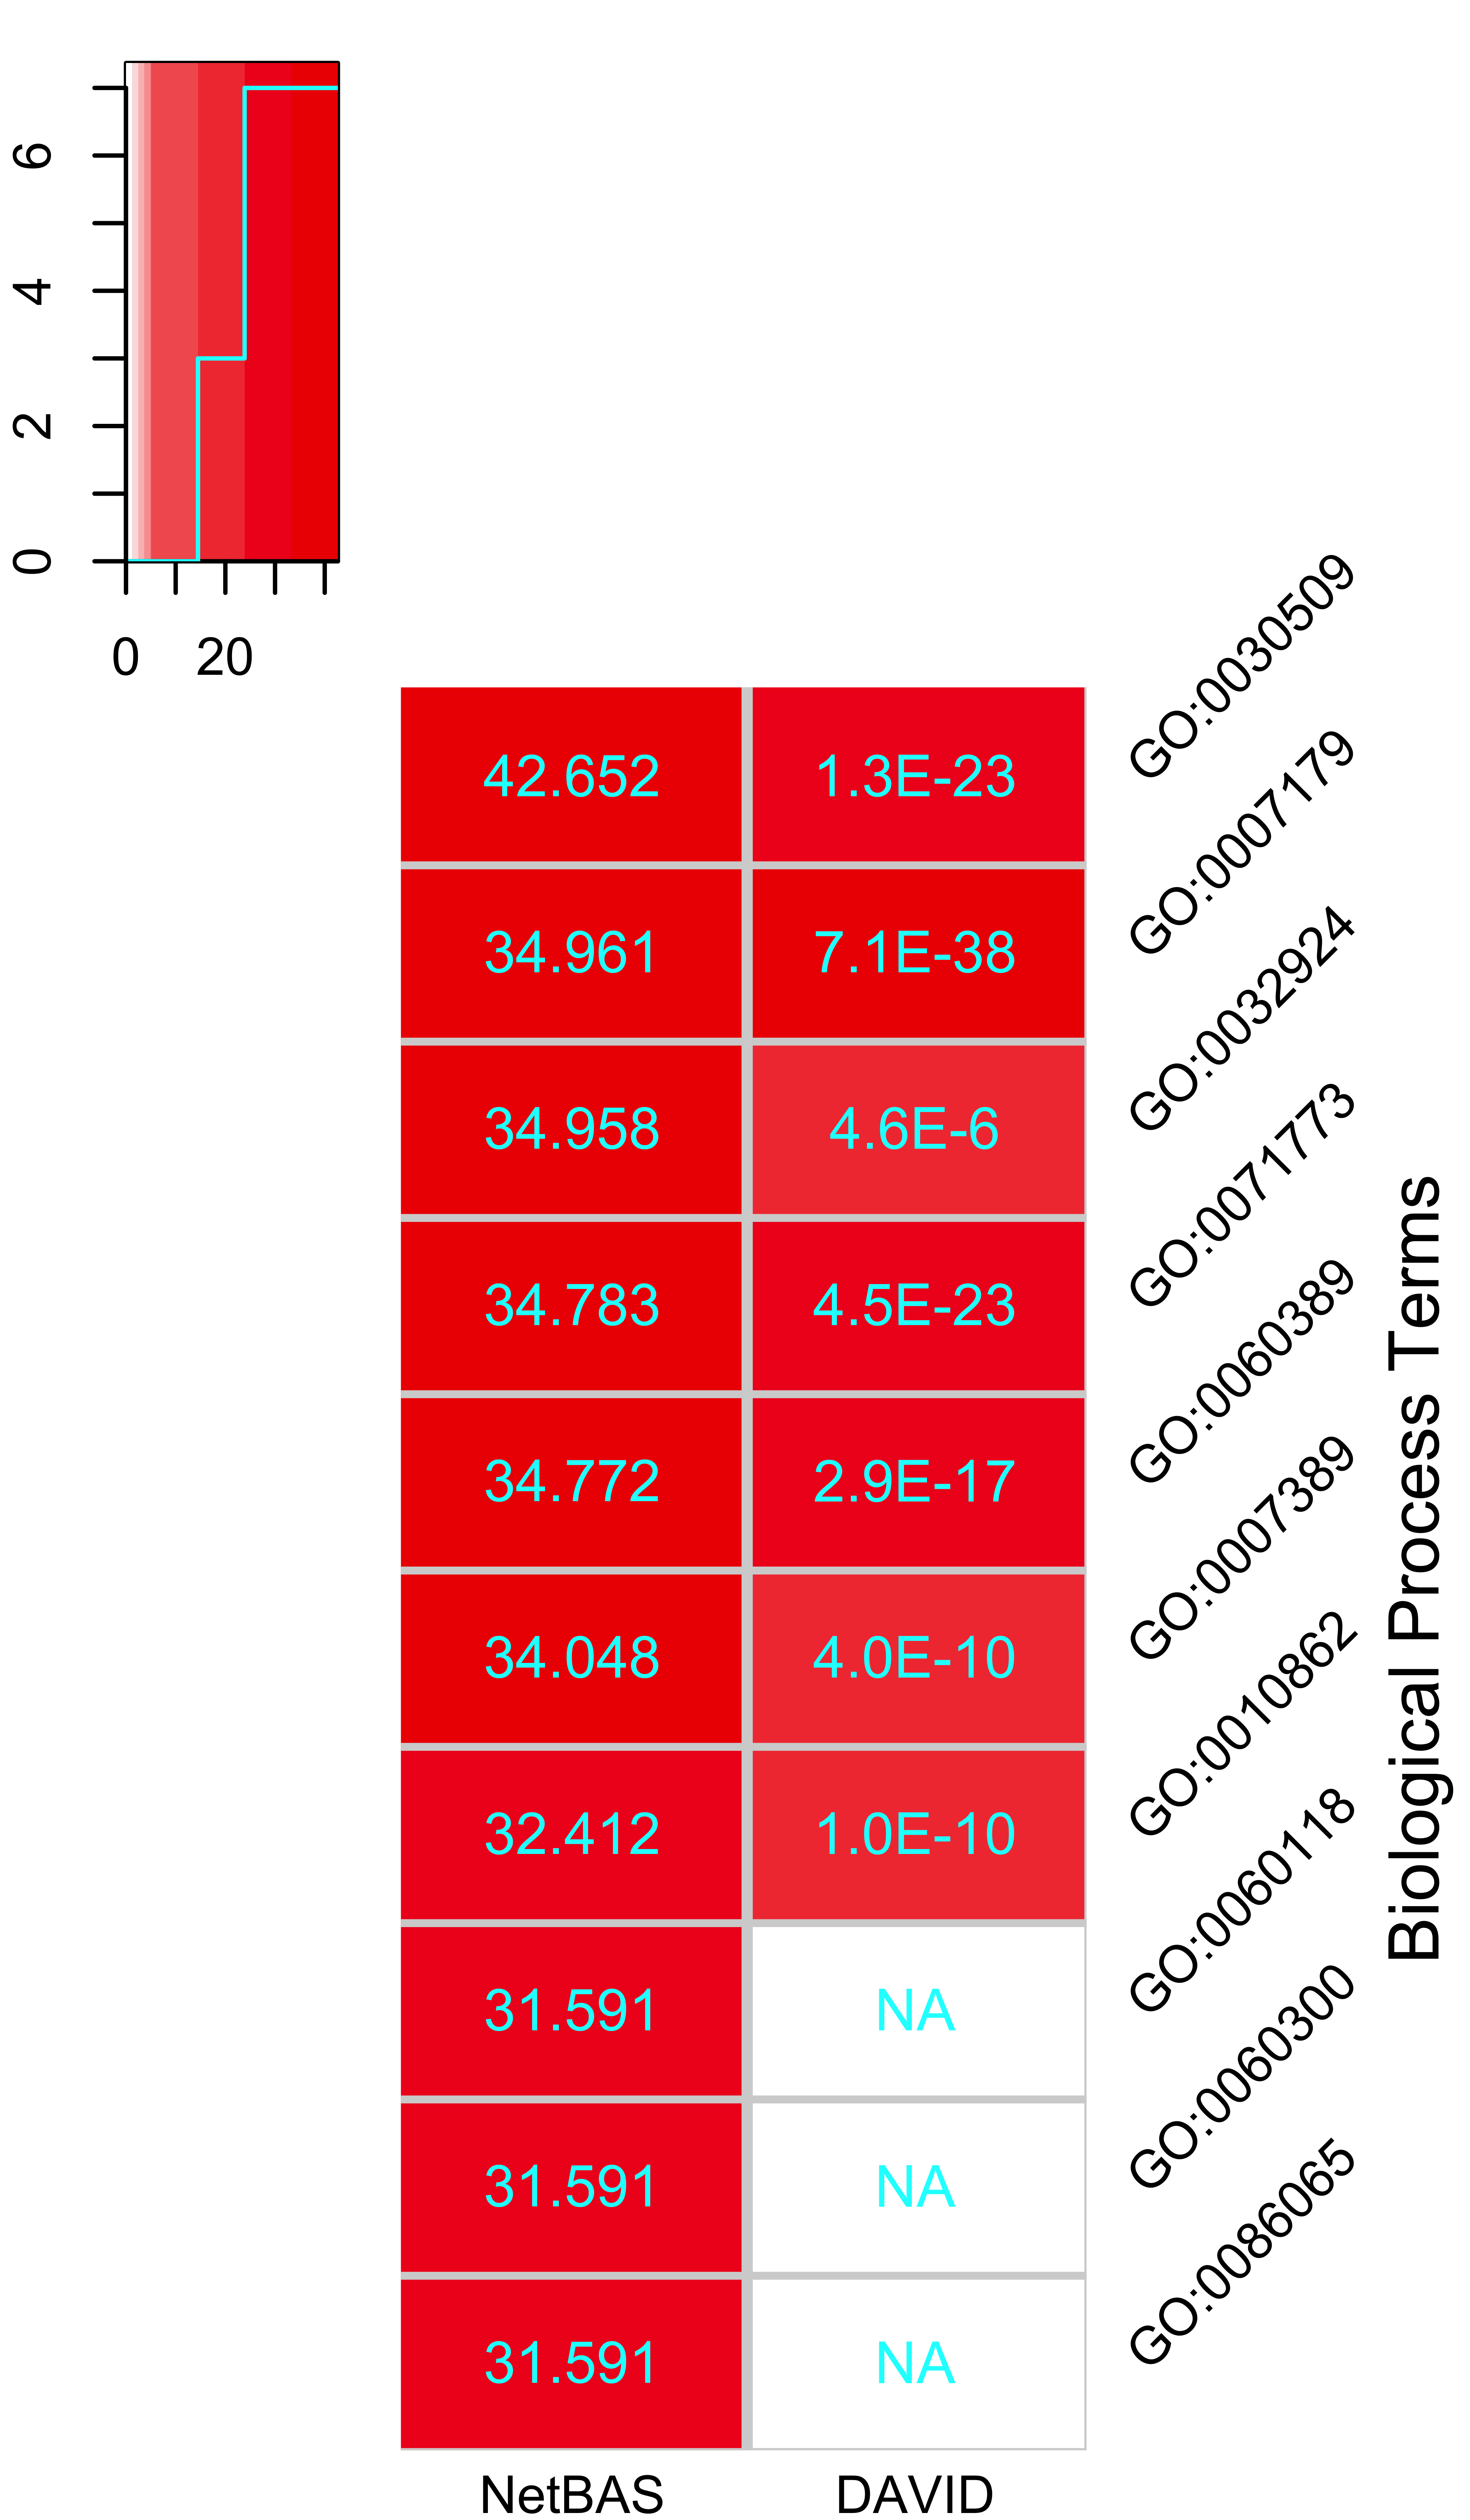 6
4
2
0
0 20
42.652 1.3E-23 GO:0030509
34.961 7.1E-38 GO:0007179
34.958 4.6E-6 GO:0032924
34.783 4.5E-23 GO:0071773
34.772 2.9E-17 GO:0060389
34.048 4.0E-10 GO:0007389
32.412 1.0E-10 GO:0010862
31.591 NA GO:0060118
31.591 NA GO:0060300
31.591 NA GO:0086065
Biological Process Terms
NetBAS DAVID